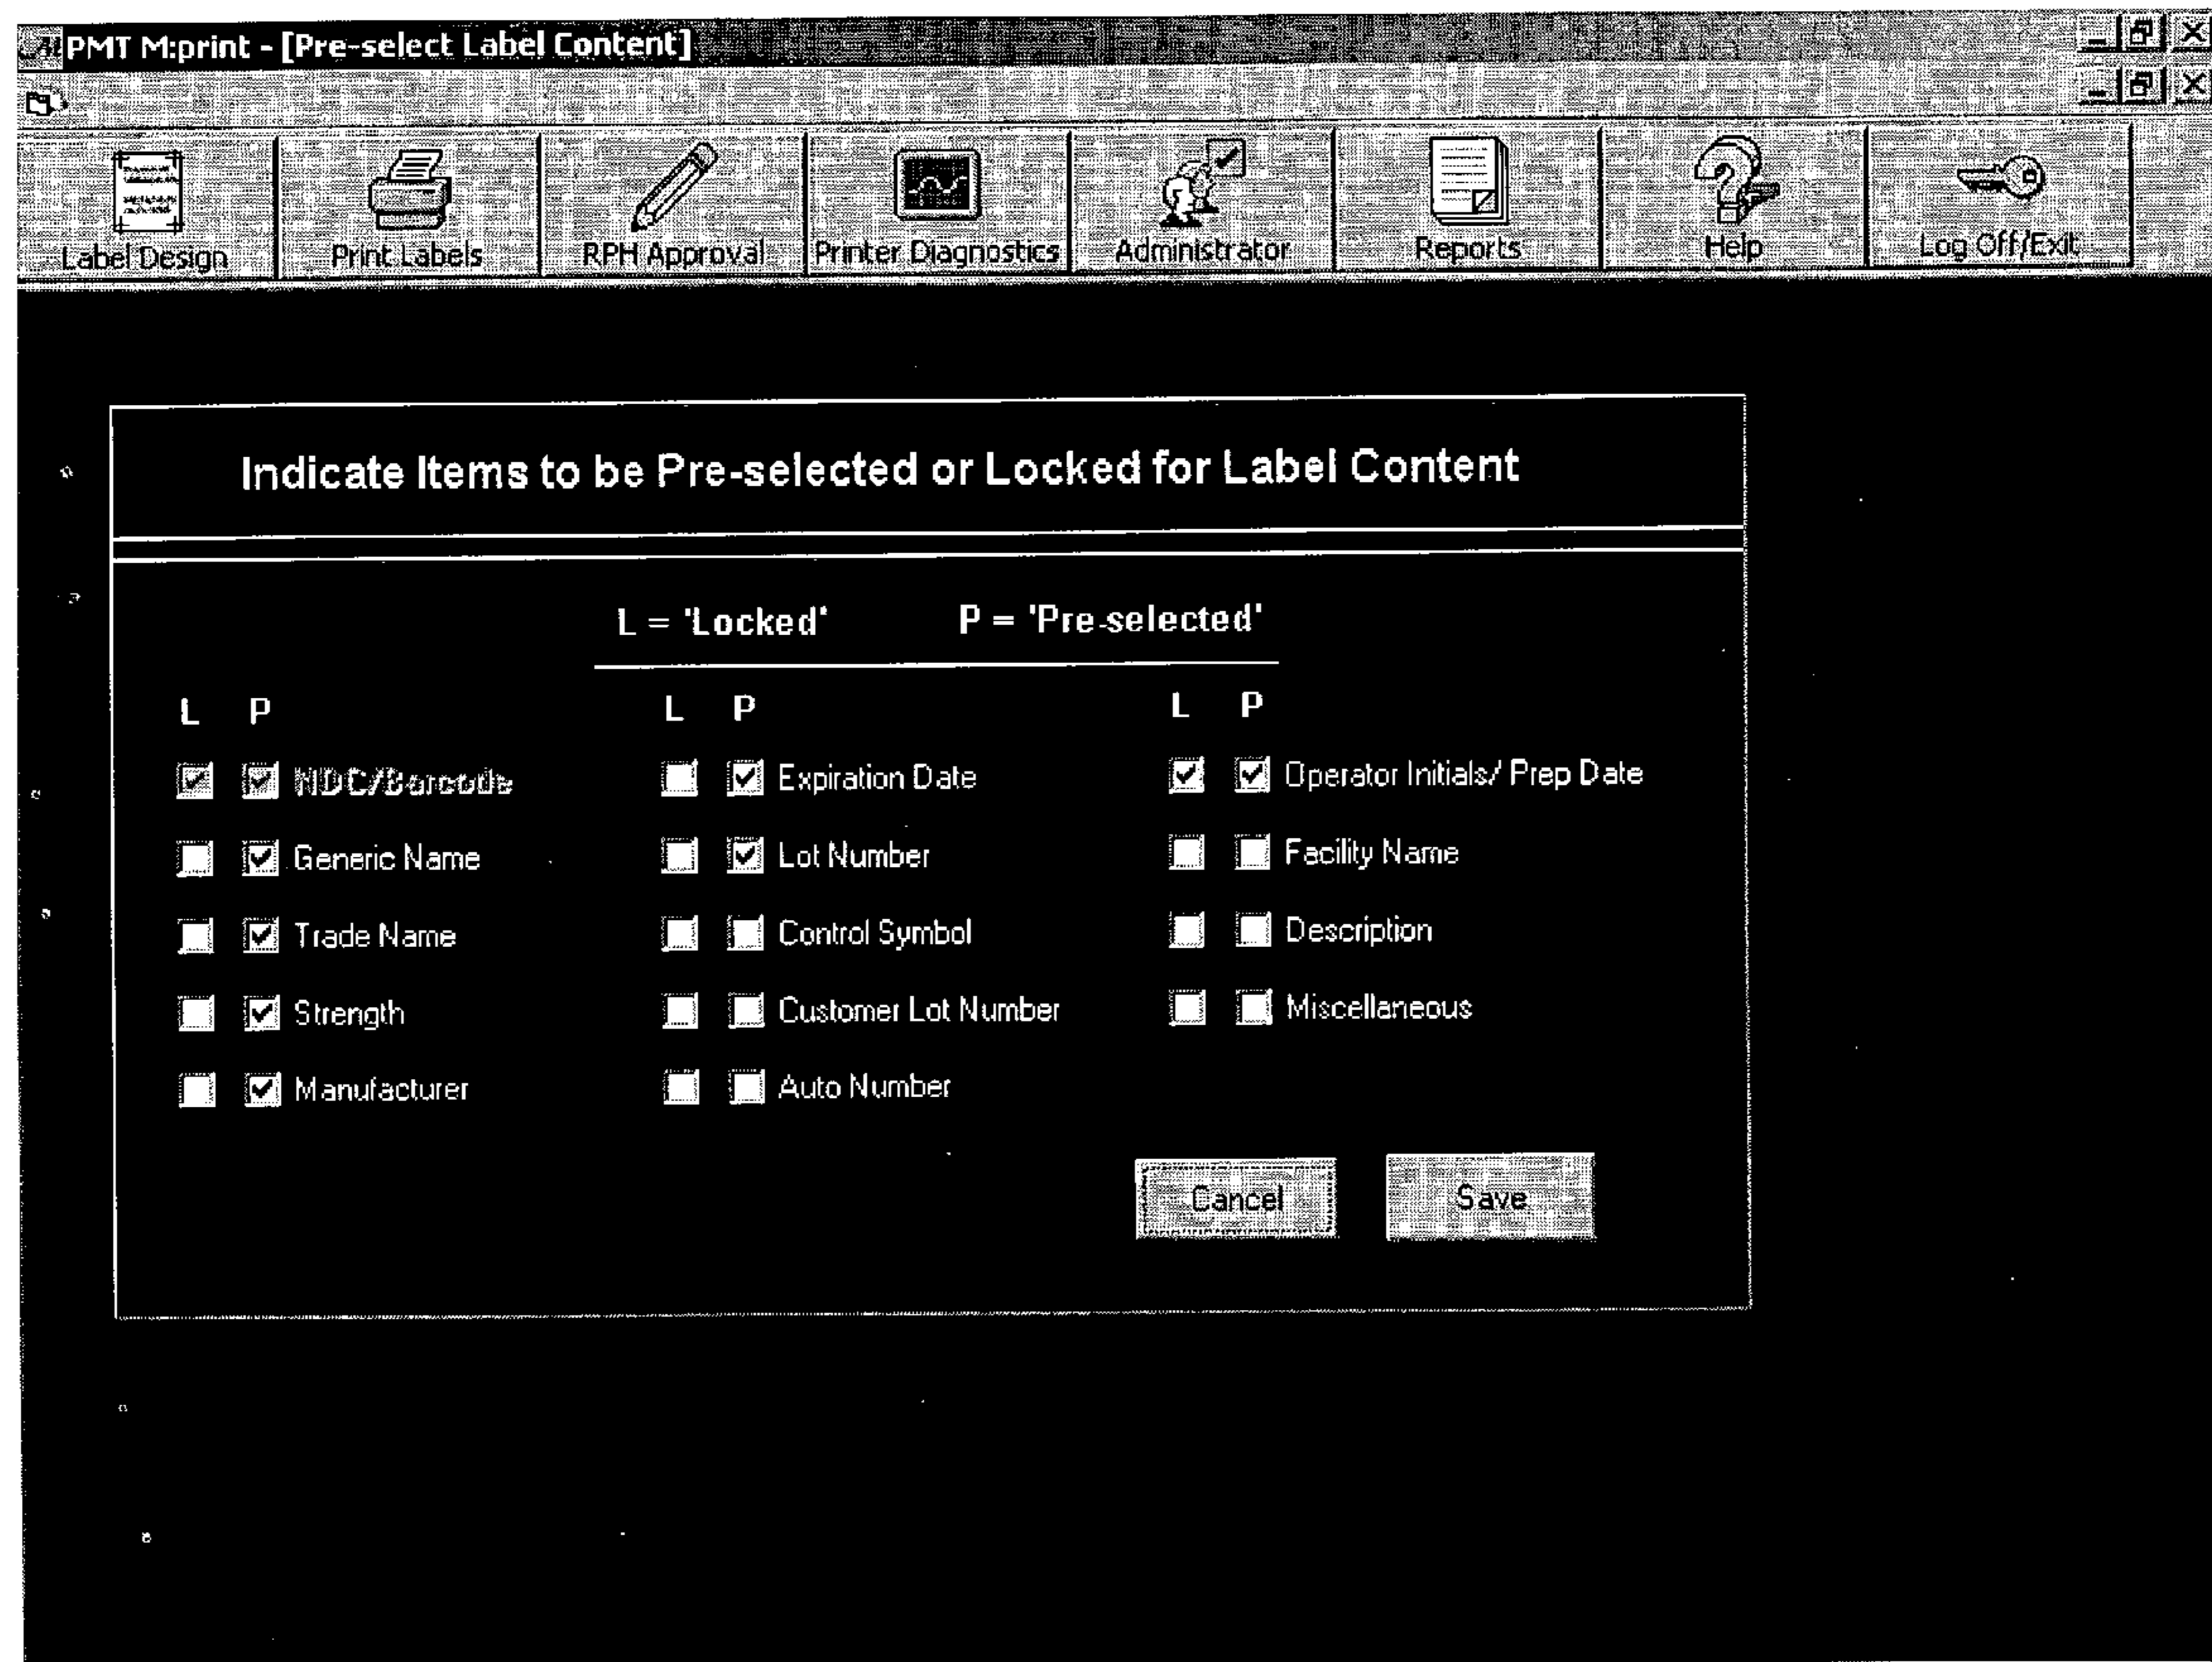 PMT M:print - [Pre-select Label Content]
Label Design Print Labels RPH Approval Printer Diagnostics Administrator Reports Help Log Off/Exit
Indicate Items to be Pre-selected or Locked for Label Content
L = 'Locked' P = 'Pre-selected'
L P L P L P
NDC/Barcode Expiration Date Operator Initials/ Prep Date
Generic Name Lot Number Facility Name
Trade Name Control Symbol Description
Strength Customer Lot Number Miscellaneous
Manufacturer Auto Number
Cancel Save